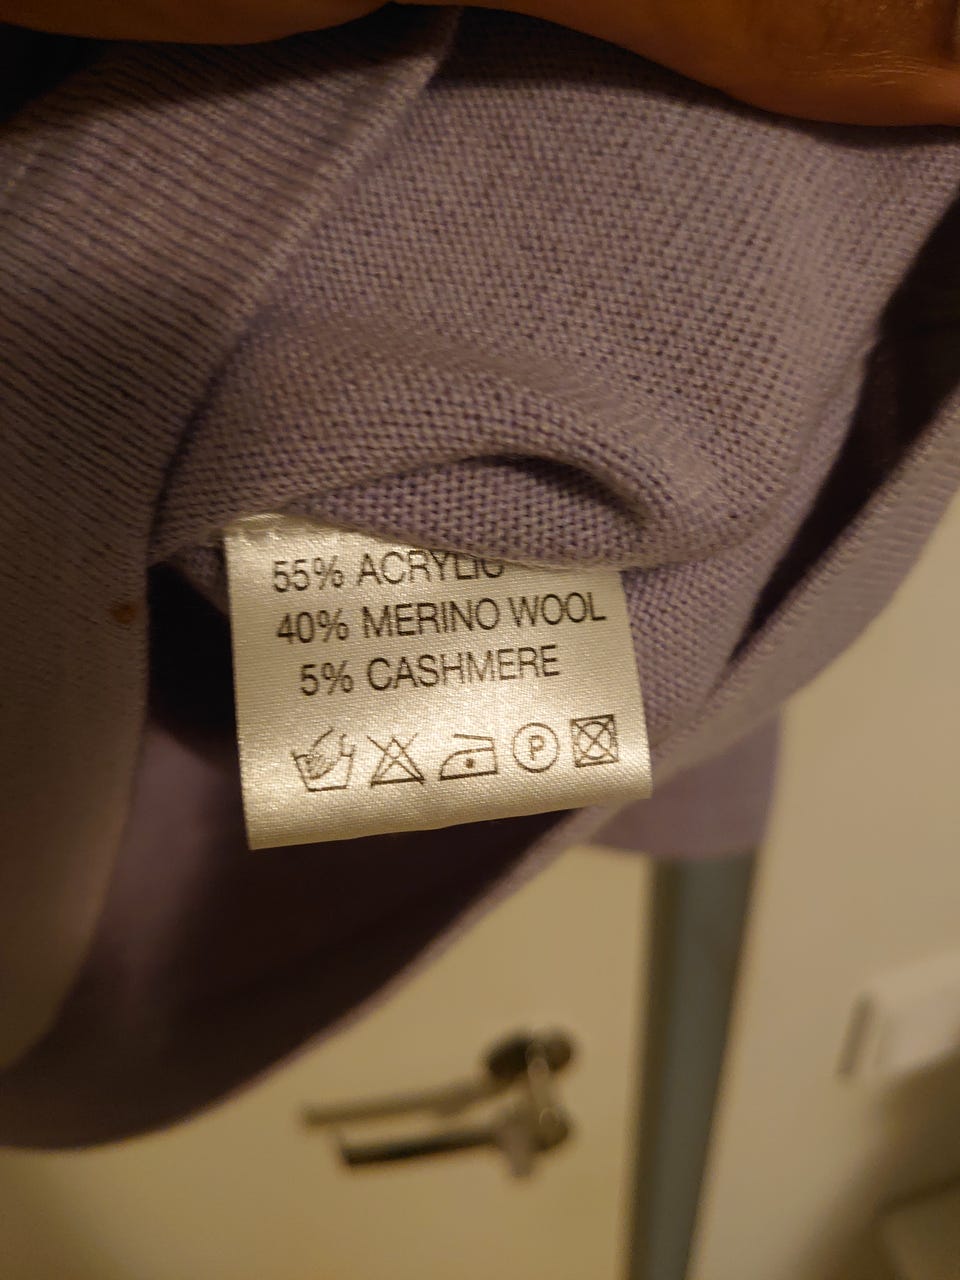 55% ACRYLIC
40% MERINO WOOL
5% CASHMERE
P